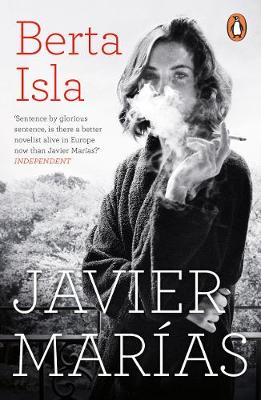 Berta
Isla
‘Sentence by glorious
sentence, is there a better
novelist alive in Europe
now than Javier Marías?’
INDEPENDENT
JAVIER
MARÍAS